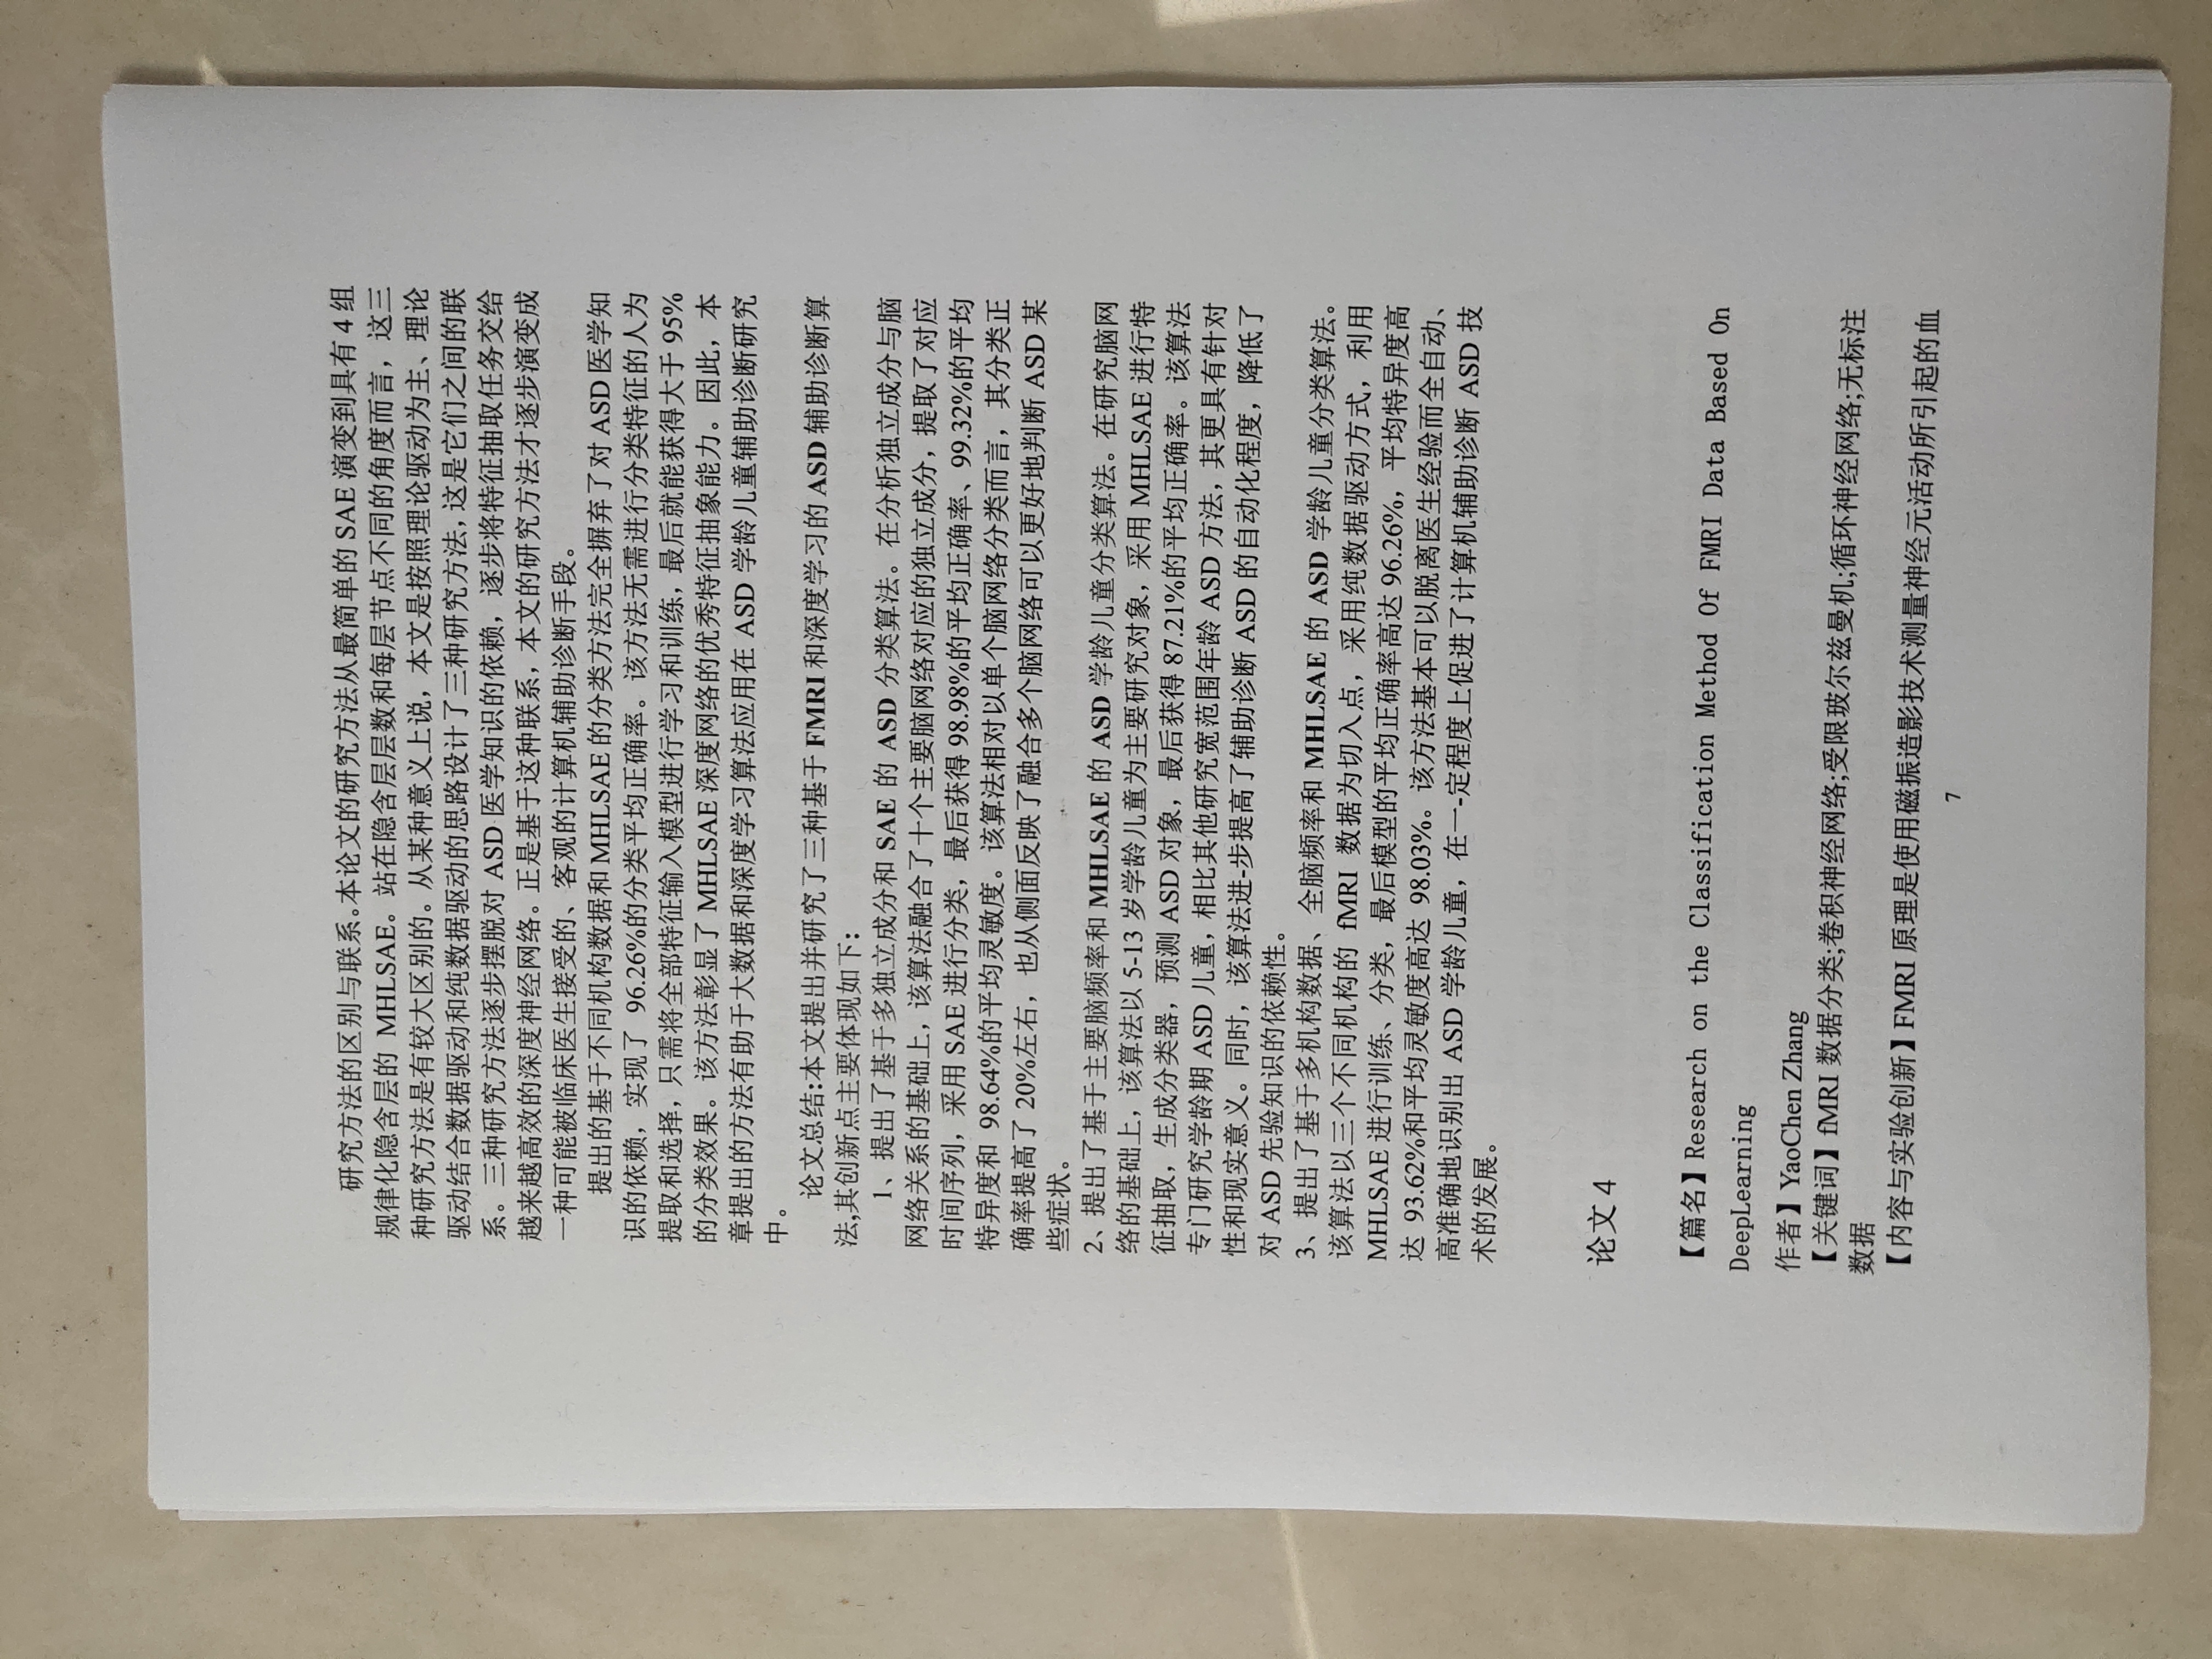 研究方法的区别与联系。本论文的研究方法从最简单的 SAE 演变到具有 4 组
规律化隐含层的 MHLSAE。站在隐含层层数和每层节点不同的角度而言，这三
种研究方法是有较大区别的。从某种意义上说，本文是按照理论驱动为主、理论
驱动结合数据驱动和纯数据驱动的思路设计了三种研究方法，这是它们之间的联
系。三种研究方法逐步摆脱对 ASD 医学知识的依赖，逐步将特征抽取任务交给
越来越高效的深度神经网络。正是基于这种联系，本文的研究方法才逐步演变成
一种可能被临床医生接受的、客观的计算机辅助诊断手段。
提出的基于不同机构数据和 MHLSAE 的分类方法完全摒弃了对 ASD 医学知
识的依赖，实现了 96.26%的分类平均正确率。该方法无需进行分类特征的人为
提取和选择，只需将全部特征输入模型进行学习和训练，最后就能获得大于 95%
的分类效果。该方法彰显了 MHLSAE 深度网络的优秀特征抽象能力。因此，本
章提出的方法有助于大数据和深度学习算法应用在 ASD 学龄儿童辅助诊断研究
中。
论文总结:本文提出并研究了三种基于 FMRI 和深度学习的 ASD 辅助诊断算
法,其创新点主要体现如下:
1、提出了基于多独立成分和 SAE 的 ASD 分类算法。在分析独立成分与脑
网络关系的基础上，该算法融合了十个主要脑网络对应的独立成分，提取了对应
时间序列，采用 SAE 进行分类，最后获得 98.98%的平均正确率、99.32%的平均
特异度和 98.64%的平均灵敏度。该算法相对以单个脑网络分类而言，其分类正
确率提高了 20%左右，也从侧面反映了融合多个脑网络可以更好地判断 ASD 某
些症状。
2、提出了基于主要脑频率和 MHLSAE 的 ASD 学龄儿童分类算法。在研究脑网
络的基础上，该算法以 5-13 岁学龄儿童为主要研究对象，采用 MHLSAE 进行特
征抽取，生成分类器，预测 ASD 对象，最后获得 87.21%的平均正确率。该算法
专门研究学龄期 ASD 儿童，相比其他研究宽范围年龄 ASD 方法，其更具有针对
性和现实意义。同时，该算法进-步提高了辅助诊断 ASD 的自动化程度，降低了
对 ASD 先验知识的依赖性。
3、提出了基于多机构数据、全脑频率和 MHLSAE 的 ASD 学龄儿童分类算法。
该算法以三个不同机构的 fMRI 数据为切入点，采用纯数据驱动方式，利用
MHLSAE 进行训练、分类，最后模型的平均正确率高达 96.26%，平均特异度高
达 93.62%和平均灵敏度高达 98.03%。该方法基本可以脱离医生经验而全自动、
高准确地识别出 ASD 学龄儿童，在一-定程度上促进了计算机辅助诊断 ASD 技
术的发展。
论文 4
【篇名】Research on the Classification Method Of FMRI Data Based On
DeepLearning
作者】YaoChen Zhang
【关键词】fMRI 数据分类;卷积神经网络;受限玻尔兹曼机;循环神经网络;无标注
数据
【内容与实验创新】FMRI 原理是使用磁振造影技术测量神经元活动所引起的血
7